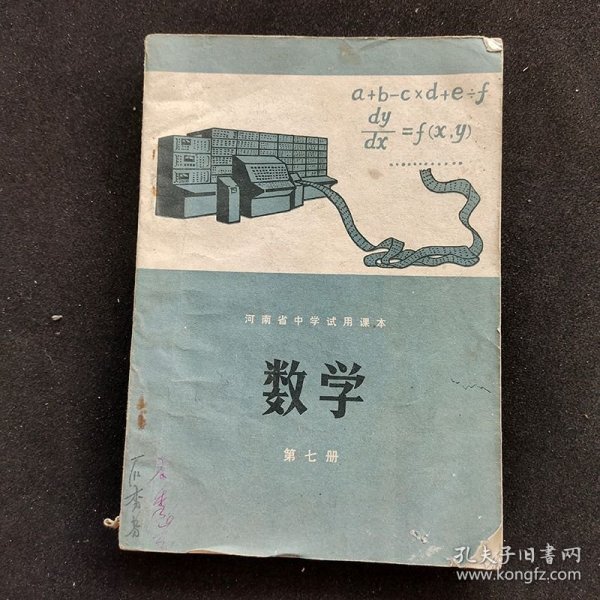 a+b-c×d+e÷f
dy
dx
=f(x,y)
河南省中学试用课本
数学
第七册
孔夫子旧书网
www.kongfz.com